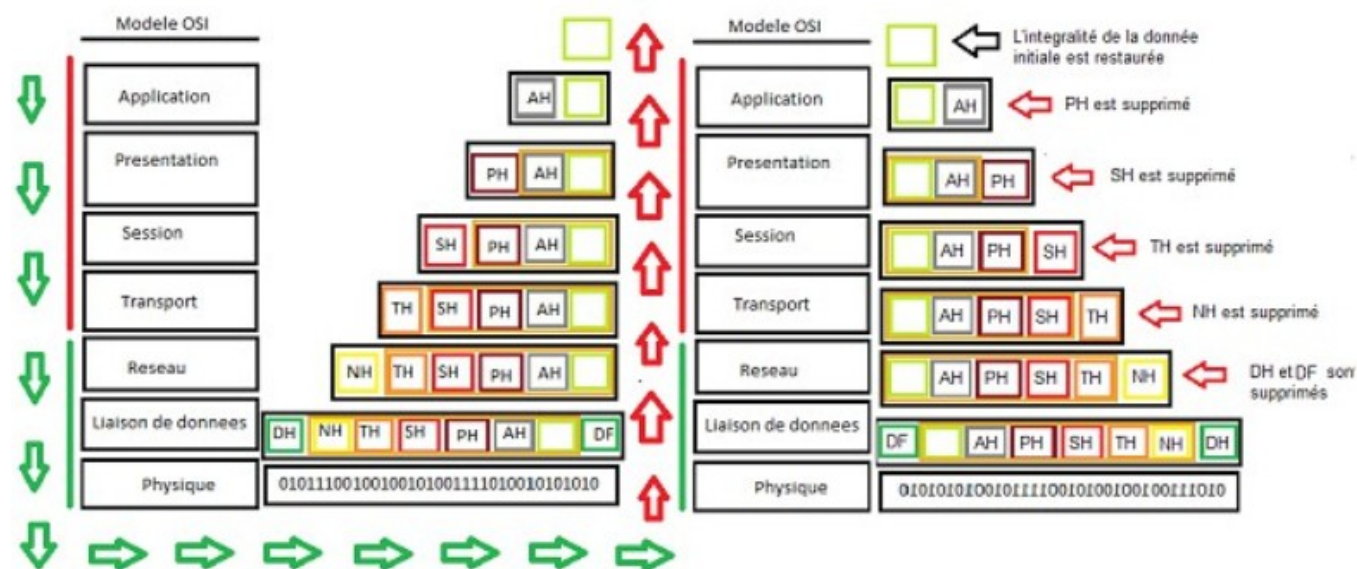 Modele OSI
Application
AH
Presentation
PH AH
Session
SH PH AH
Transport
TH SH PH AH
Reseau
NH TH SH PH AH
Liaison de donnees
DH NH TH SH PH AH DF
Physique
Modele OSI
L'integralité de la donnée
initiale est restaurée
Application
AH
PH est supprimé
Presentation
AH PH
SH est supprimé
Session
AH PH SH
TH est supprimé
Transport
AH PH SH TH
NH est supprimé
Reseau
AH PH SH TH NH
DH et DF son
supprimés
Liaison de donnees
DF AH PH SH TH NH DH
Physique